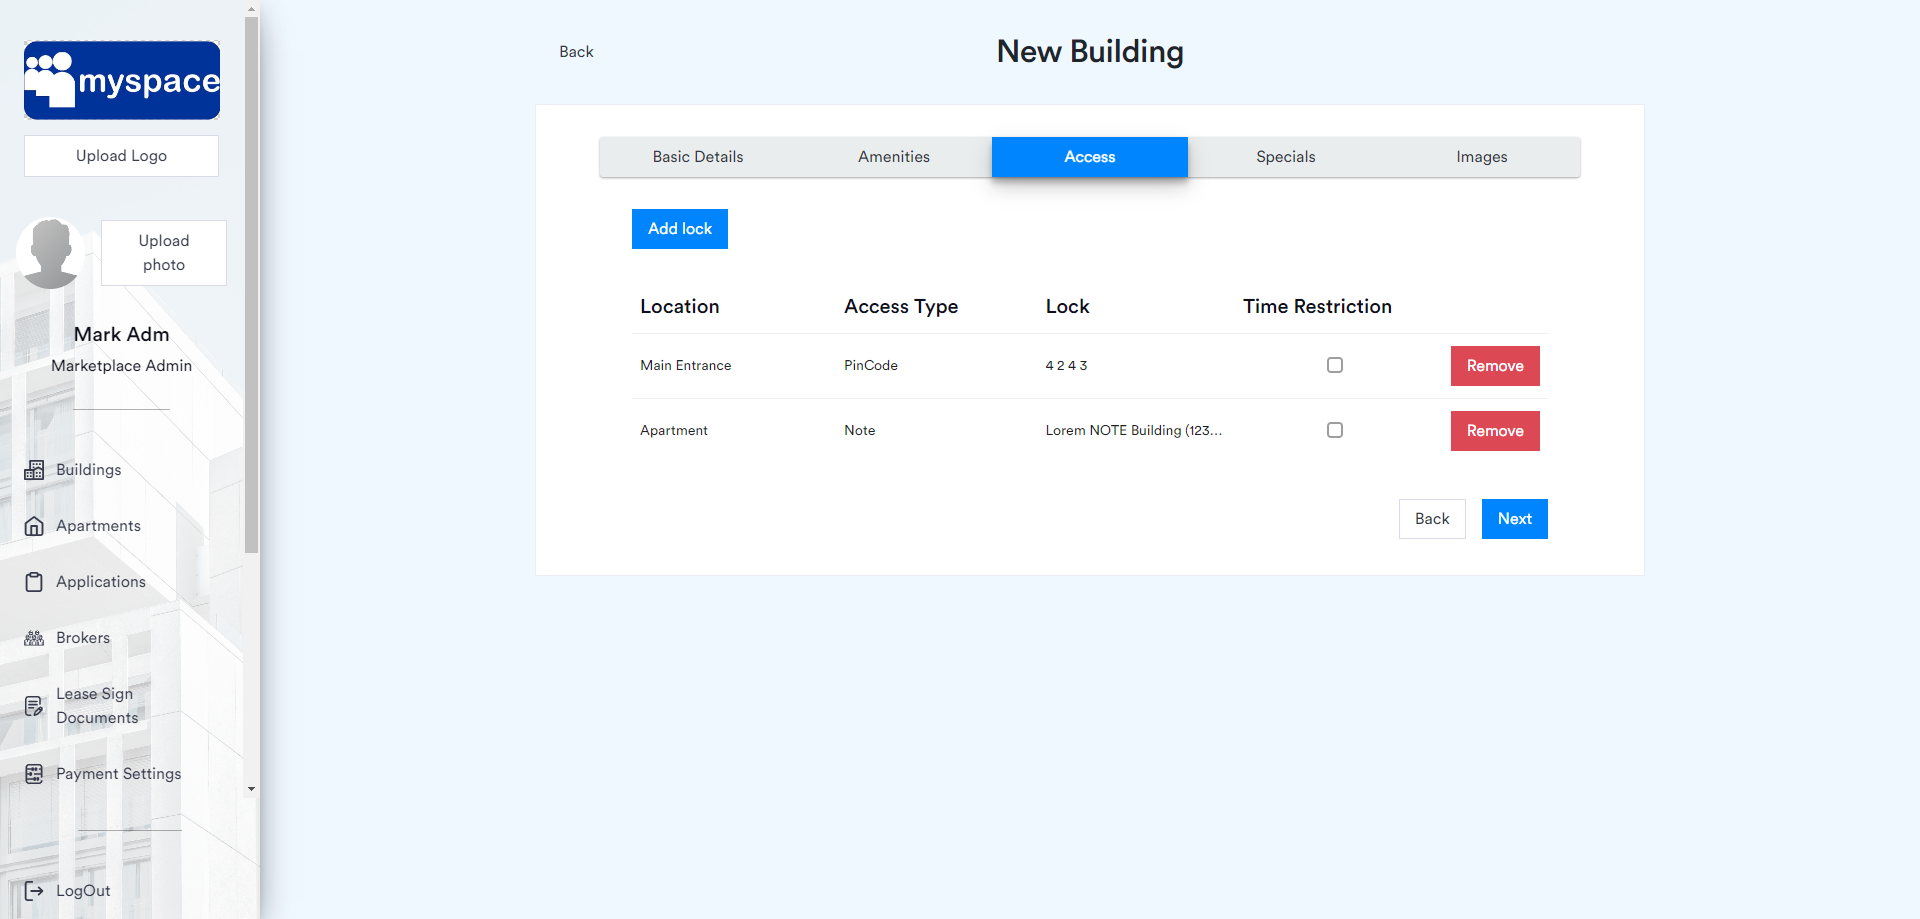 myspace
Upload Logo
Upload
photo
Mark Adm
Marketplace Admin
Buildings
Apartments
Applications
Brokers
Lease Sign
Documents
Payment Settings
LogOut
Back
New Building
Basic Details
Amenities
Access
Specials
Images
Add lock
Location
Access Type
Lock
Time Restriction
Main Entrance
PinCode
4 2 4 3
Remove
Apartment
Note
Lorem NOTE Building (123...
Remove
Back
Next